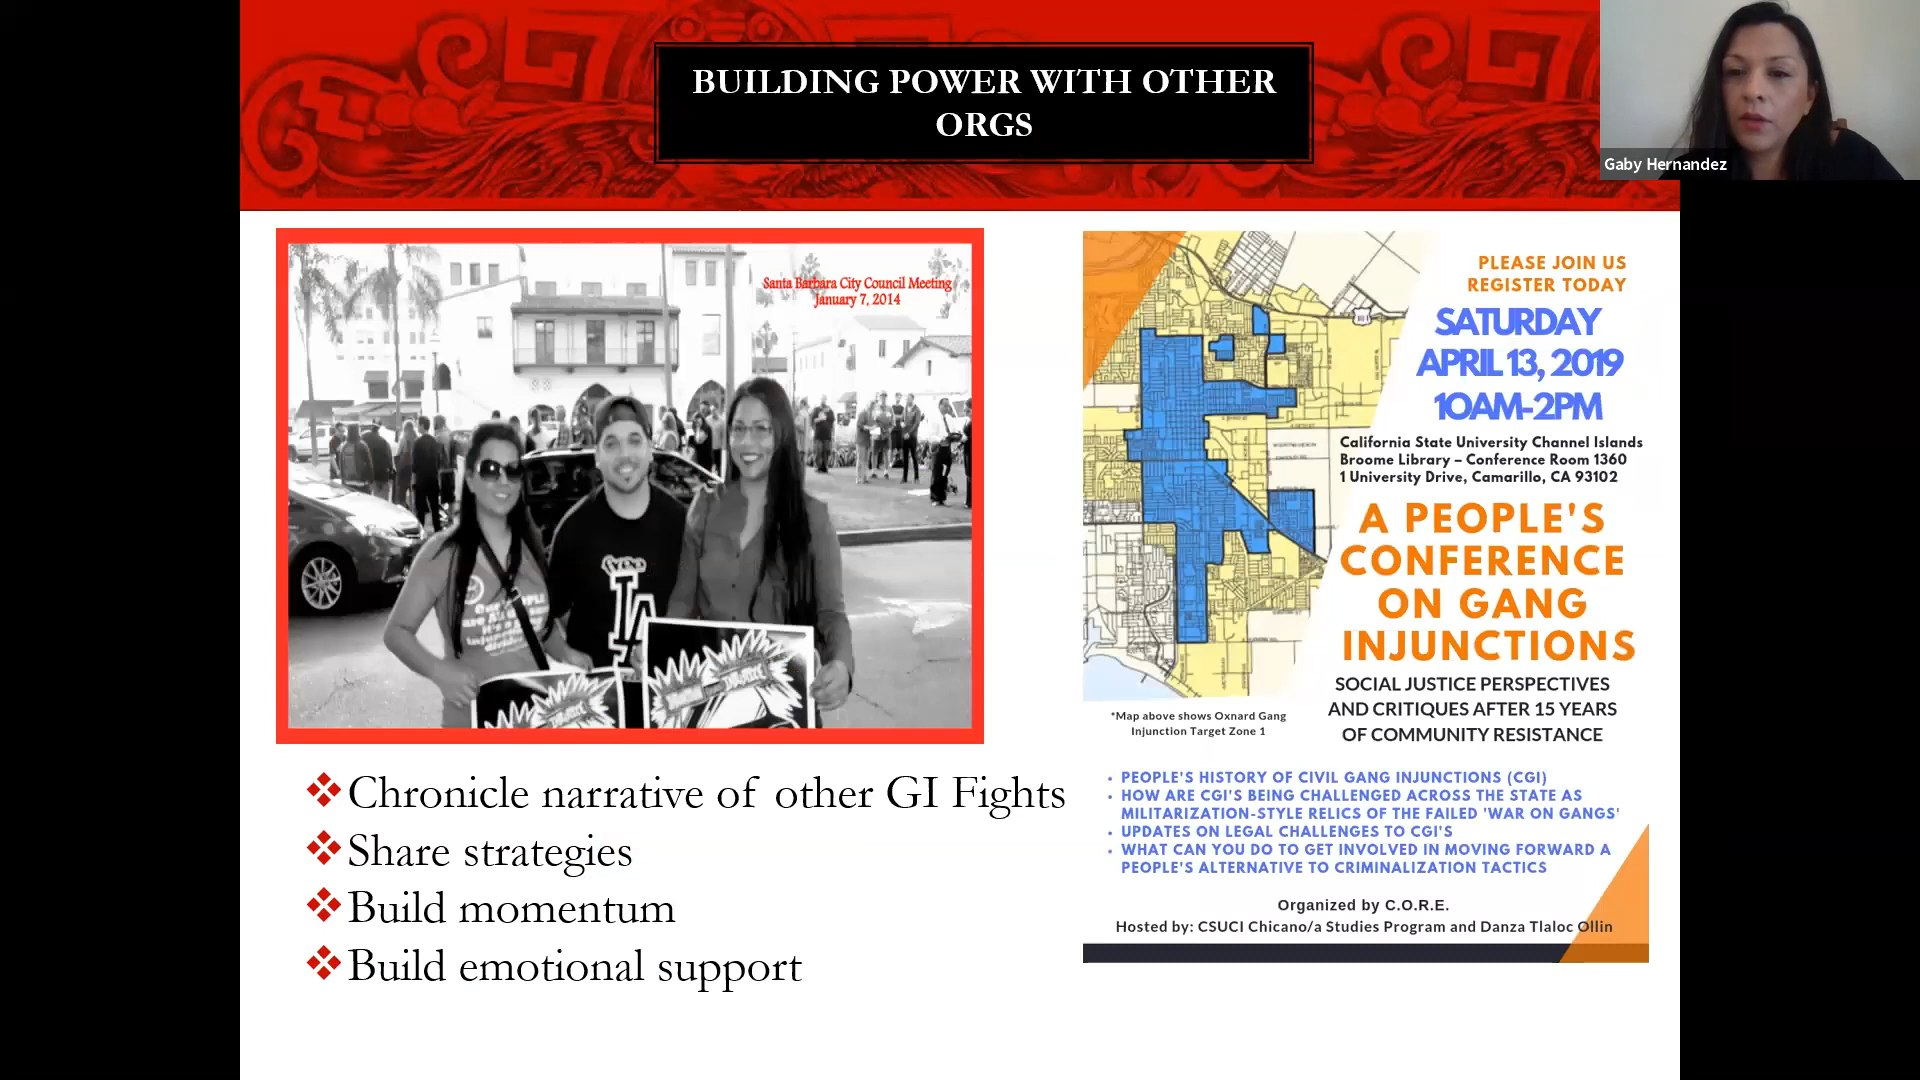 BUILDING POWER WITH OTHER
ORGS
Gaby Hernandez
Santa Barbara City Council Meeting
January 7, 2014
free
LA
Chronicle narrative of other GI Fights
Share strategies
Build momentum
Build emotional support
PLEASE JOIN US
REGISTER TODAY
SATURDAY
APRIL 13, 2019
10AM-2PM
California State University Channel Islands
Broome Library – Conference Room 1360
1 University Drive, Camarillo, CA 93102
A PEOPLE'S
CONFERENCE
ON GANG
INJUNCTIONS
SOCIAL JUSTICE PERSPECTIVES
AND CRITIQUES AFTER 15 YEARS
OF COMMUNITY RESISTANCE
*Map above shows Oxnard Gang
Injunction Target Zone 1
• PEOPLE'S HISTORY OF CIVIL GANG INJUNCTIONS (CGI)
• HOW ARE CGI'S BEING CHALLENGED ACROSS THE STATE AS
MILITARIZATION-STYLE RELICS OF THE FAILED 'WAR ON GANGS'
• UPDATES ON LEGAL CHALLENGES TO CGI'S
• WHAT CAN YOU DO TO GET INVOLVED IN MOVING FORWARD A
PEOPLE'S ALTERNATIVE TO CRIMINALIZATION TACTICS
Organized by C.O.R.E.
Hosted by: CSUCI Chicano/a Studies Program and Danza Tlaloc Ollin